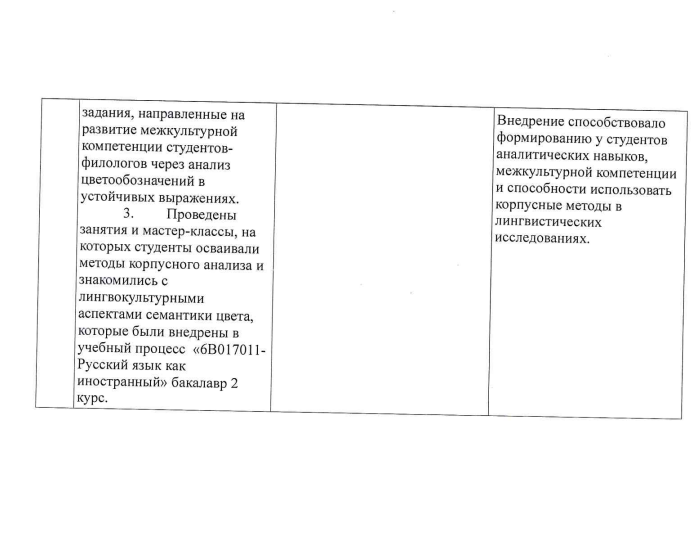 задания, направленные на
развитие межкультурной
компетенции студентов-
филологов через анализ
цветообозначений в
устойчивых выражениях.
3. Проведены
занятия и мастер-классы, на
которых студенты осваивали
методы корпусного анализа и
знакомились с
лингвокультурными
аспектами семантики цвета,
которые были внедрены в
учебный процесс «6В017011-
Русский язык как
иностранный» бакалавр 2
курс.
Внедрение способствовало
формированию у студентов
аналитических навыков,
межкультурной компетенции
и способности использовать
корпусные методы в
лингвистических
исследованиях.